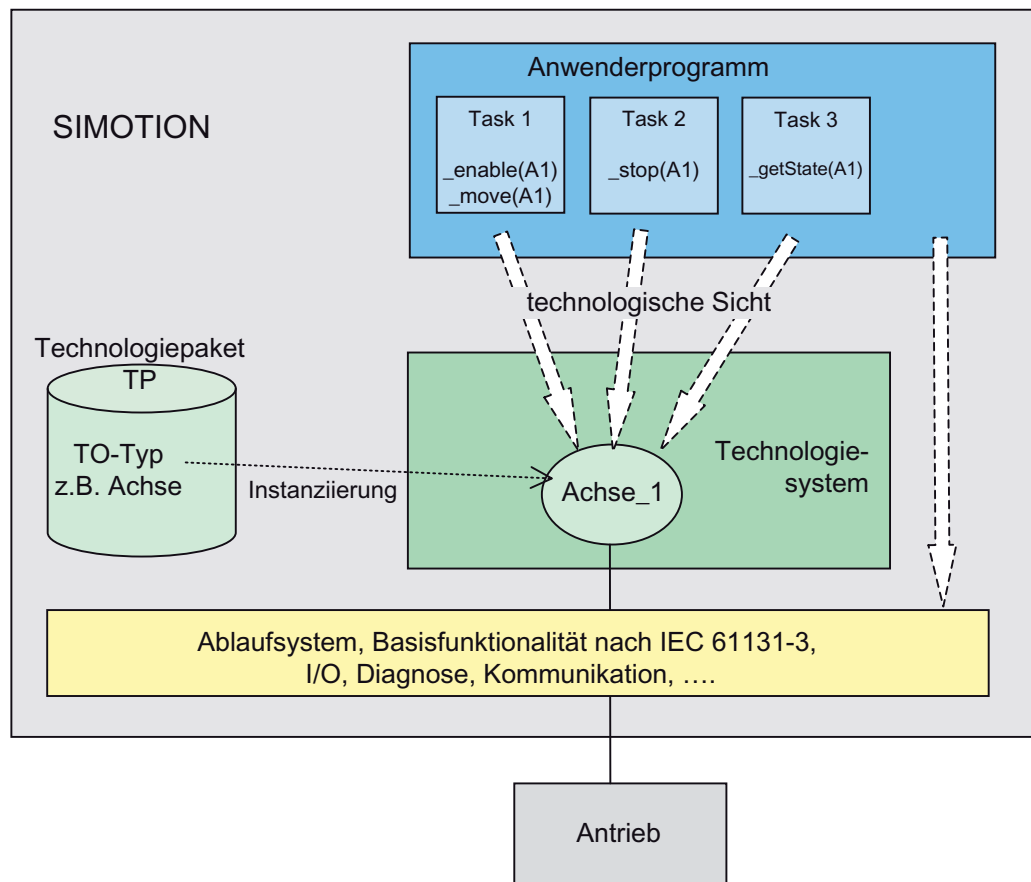 Anwenderprogramm
SIMOTION
Task 1
_enable(A1)
_move(A1)
Task 2
_stop(A1)
Task 3
_getState(A1)
technologische Sicht
Technologiepaket
TP
TO-Typ
z.B. Achse
Instanziierung
Achse_1
Technologie-
system
Ablaufsystem, Basisfunktionalität nach IEC 61131-3,
I/O, Diagnose, Kommunikation, ....
Antrieb